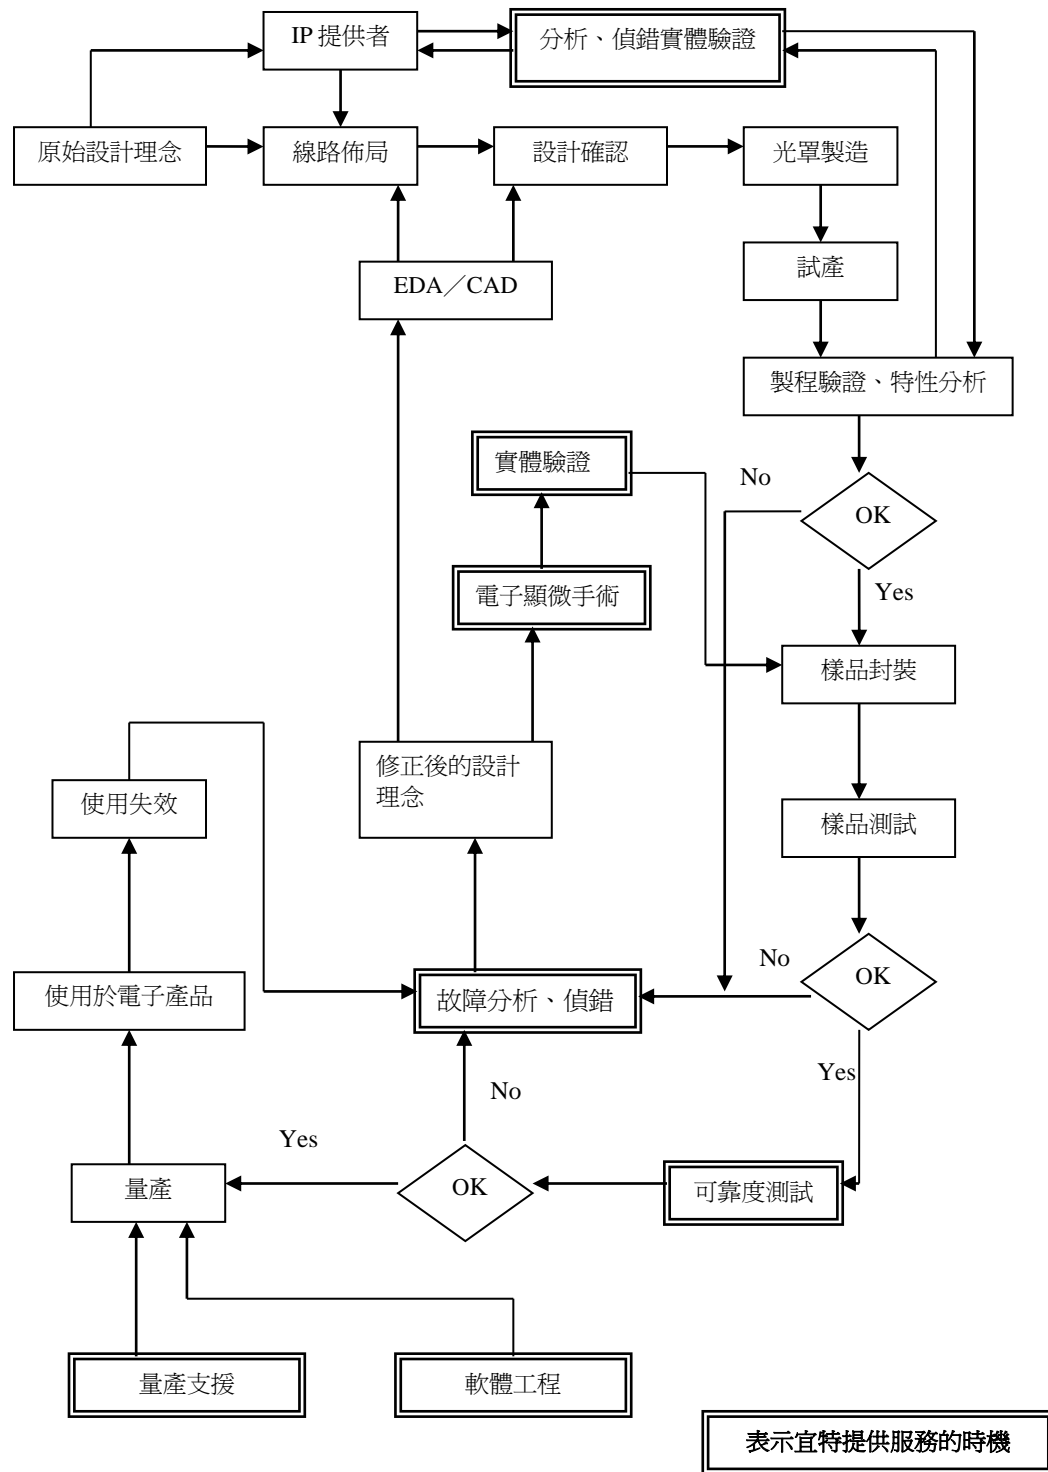 IP 提供者
分析、偵錯實體驗證
原始設計理念
線路佈局
設計確認
光罩製造
試產
EDA／CAD
製程驗證、特性分析
實體驗證
No
OK
電子顯微手術
Yes
樣品封裝
修正後的設計
理念
使用失效
樣品測試
No
OK
使用於電子產品
故障分析、偵錯
Yes
No
Yes
量產
OK
可靠度測試
量產支援
軟體工程
表示宜特提供服務的時機